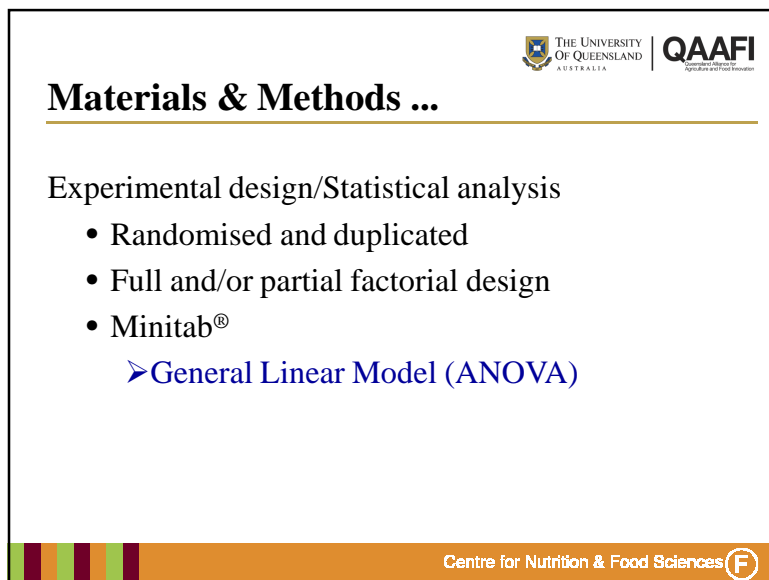 THE UNIVERSITY
OF QUEENSLAND
AUSTRALIA
QAAFI
Queensland Alliance for
Agriculture and Food Innovation
Materials & Methods ...
Experimental design/Statistical analysis
• Randomised and duplicated
• Full and/or partial factorial design
• Minitab®
➢General Linear Model (ANOVA)
Centre for Nutrition & Food Sciences F